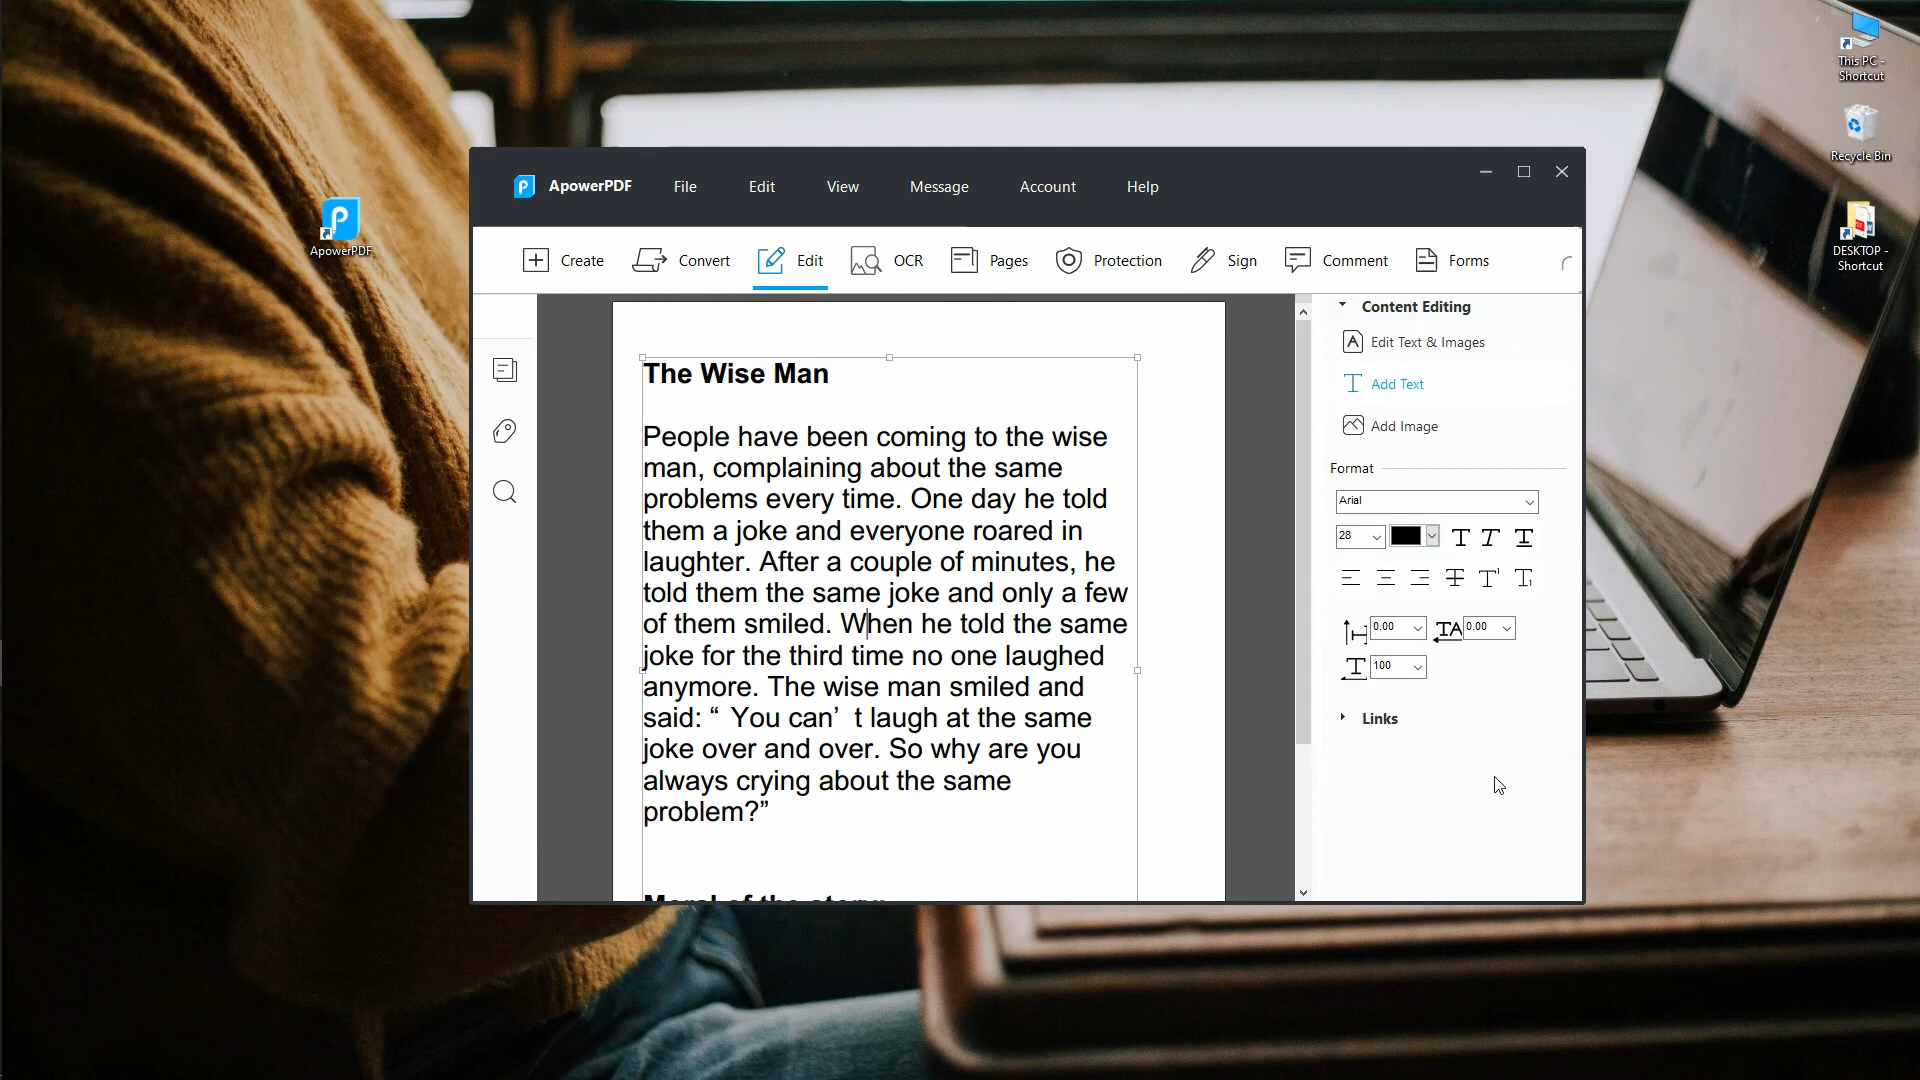 This PC -
Shortcut
Recycle Bin
DESKTOP -
Shortcut
ApowerPDF
ApowerPDF File Edit View Message Account Help
Create Convert Edit OCR Pages Protection Sign Comment Forms
The Wise Man
People have been coming to the wise
man, complaining about the same
problems every time. One day he told
them a joke and everyone roared in
laughter. After a couple of minutes, he
told them the same joke and only a few
of them smiled. When he told the same
joke for the third time no one laughed
anymore. The wise man smiled and
said: “ You can’ t laugh at the same
joke over and over. So why are you
always crying about the same
problem?”
Moral of the story:
Content Editing
Edit Text & Images
Add Text
Add Image
Format
Arial
28
0.00 0.00
100
Links